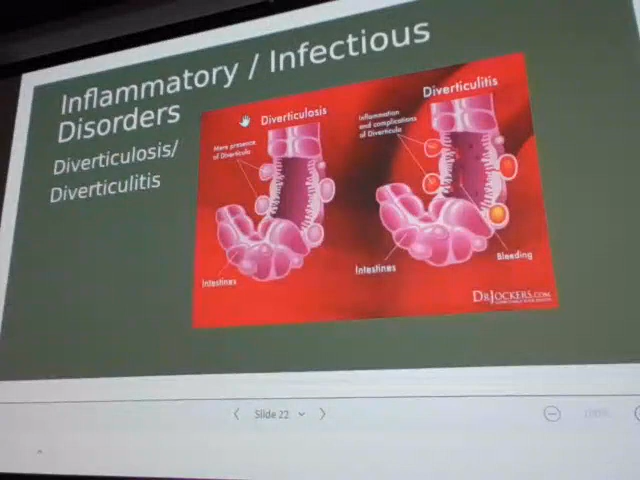 Inflammatory / Infectious
Disorders
Diverticulosis/
Diverticulitis
Diverticulosis
Mere presence
of Diverticula
Intestines
Diverticulitis
Inflammation
and complications
of Diverticula
Intestines
Bleeding
DRJOCKERS.COM
Slide 22
100%